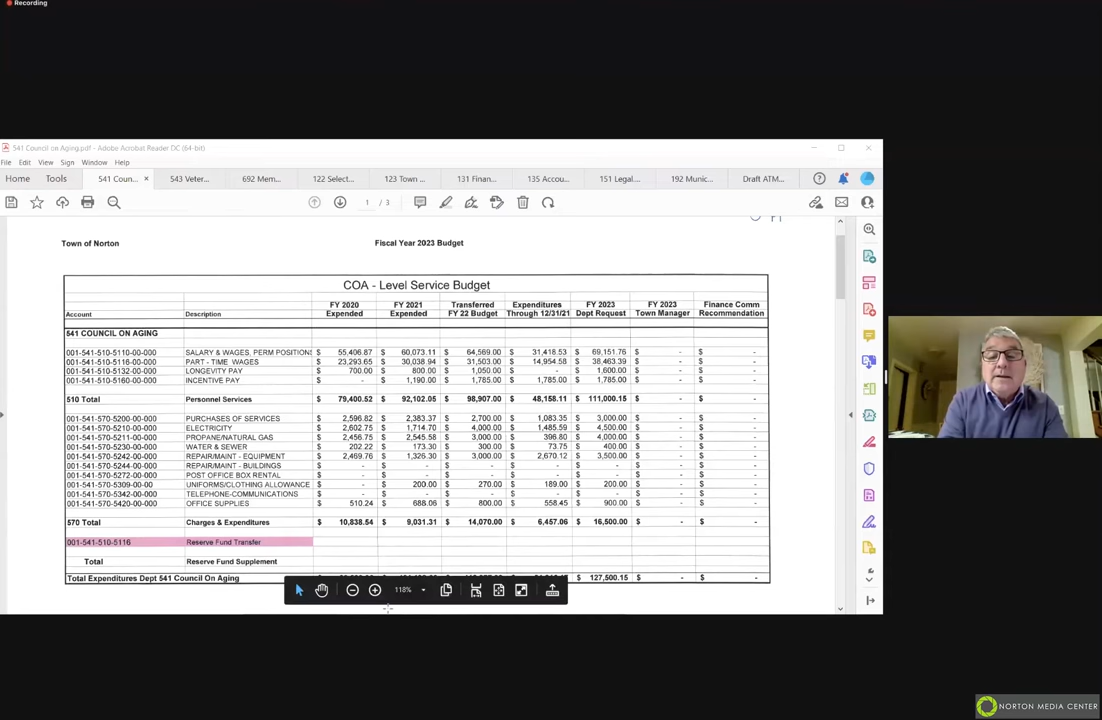 Recording
541 Council on Aging.pdf - Adobe Acrobat Reader DC (64-bit)
File Edit View Sign Window Help
Home Tools 541 Coun... × 543 Veter... 692 Mem... 122 Select... 123 Town ... 131 Finan... 135 Accou... 151 Legal... 192 Munic... Draft ATM...
1 / 3
Town of Norton Fiscal Year 2023 Budget
COA - Level Service Budget
FY 2020 FY 2021 Transferred Expenditures FY 2023 FY 2023 Finance Comm
Account Description Expended Expended FY 22 Budget Through 12/31/21 Dept Request Town Manager Recommendation
541 COUNCIL ON AGING
001-541-510-5110-00-000 SALARY & WAGES, PERM POSITIONS $ 55,406.87 $ 60,073.11 $ 64,569.00 $ 31,418.53 $ 69,151.76 $ - $ -
001-541-510-5116-00-000 PART - TIME WAGES $ 23,293.65 $ 30,038.94 $ 31,503.00 $ 14,954.58 $ 38,463.39 $ - $ -
001-541-510-5132-00-000 LONGEVITY PAY $ 700.00 $ 800.00 $ 1,050.00 $ - $ 1,600.00 $ - $ -
001-541-510-5160-00-000 INCENTIVE PAY $ - $ 1,190.00 $ 1,785.00 $ 1,785.00 $ 1,785.00 $ - $ -
510 Total Personnel Services $ 79,400.52 $ 92,102.05 $ 98,907.00 $ 48,158.11 $ 111,000.15 $ - $ -
001-541-570-5200-00-000 PURCHASES OF SERVICES $ 2,596.82 $ 2,383.37 $ 2,700.00 $ 1,083.35 $ 3,000.00 $ - $ -
001-541-570-5210-00-000 ELECTRICITY $ 2,602.75 $ 1,714.70 $ 4,000.00 $ 1,485.59 $ 4,500.00 $ - $ -
001-541-570-5211-00-000 PROPANE/NATURAL GAS $ 2,456.75 $ 2,545.58 $ 3,000.00 $ 396.80 $ 4,000.00 $ - $ -
001-541-570-5230-00-000 WATER & SEWER $ 202.22 $ 173.30 $ 300.00 $ 73.75 $ 400.00 $ - $ -
001-541-570-5242-00-000 REPAIR/MAINT - EQUIPMENT $ 2,469.76 $ 1,326.30 $ 3,000.00 $ 2,670.12 $ 3,500.00 $ - $ -
001-541-570-5244-00-000 REPAIR/MAINT - BUILDINGS $ - $ - $ - $ - $ - $ - $ -
001-541-570-5272-00-000 POST OFFICE BOX RENTAL $ - $ - $ - $ - $ - $ - $ -
001-541-570-5309-00-00 UNIFORMS/CLOTHING ALLOWANCE $ - $ 200.00 $ 270.00 $ 189.00 $ 200.00 $ - $ -
001-541-570-5342-00-000 TELEPHONE-COMMUNICATIONS $ - $ - $ - $ - $ - $ - $ -
001-541-570-5420-00-000 OFFICE SUPPLIES $ 510.24 $ 688.06 $ 800.00 $ 558.45 $ 900.00 $ - $ -
570 Total Charges & Expenditures $ 10,838.54 $ 9,031.31 $ 14,070.00 $ 6,457.06 $ 16,500.00 $ - $ -
001-541-510-5116 Reserve Fund Transfer
Total Reserve Fund Supplement
Total Expenditures Dept 541 Council On Aging $ 127,500.15 $ - $ -
118%
NORTON MEDIA CENTER